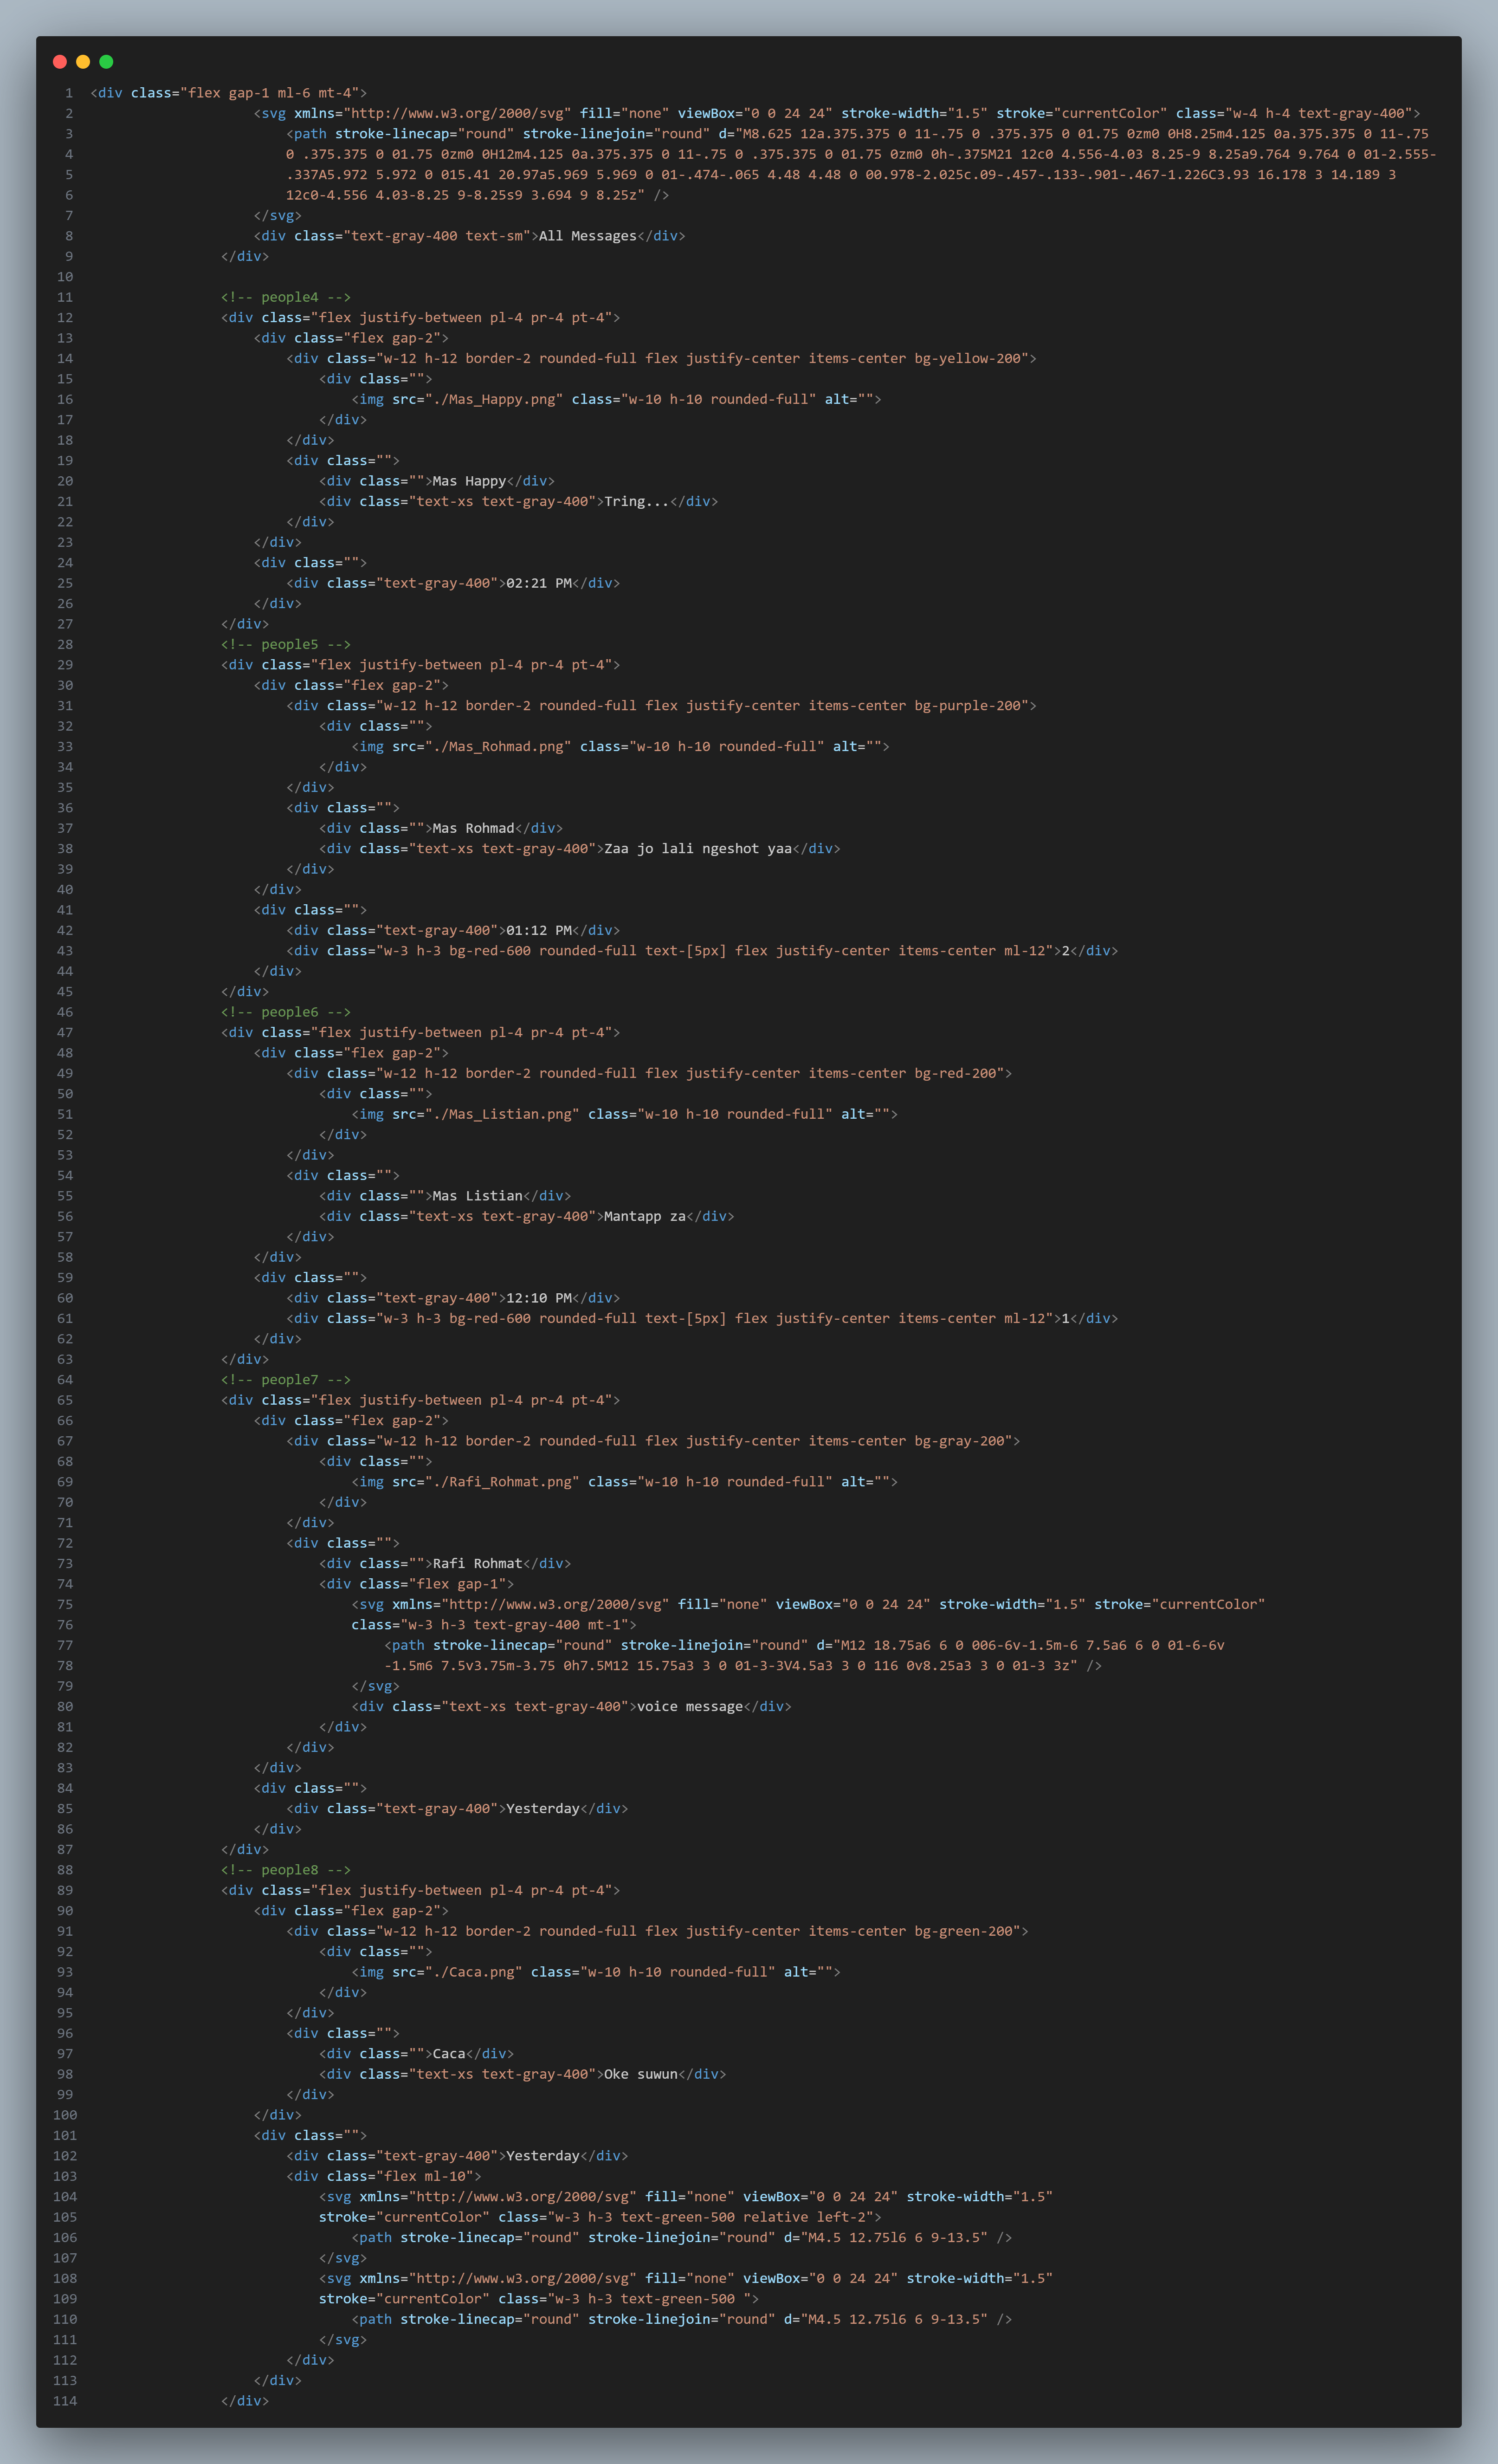 1 <div class="flex gap-1 ml-6 mt-4">
2 <svg xmlns="http://www.w3.org/2000/svg" fill="none" viewBox="0 0 24 24" stroke-width="1.5" stroke="currentColor" class="w-4 h-4 text-gray-400">
3 <path stroke-linecap="round" stroke-linejoin="round" d="M8.625 12a.375.375 0 11-.75 0 .375.375 0 01.75 0zm0 0H8.25m4.125 0a.375.375 0 11-.75
4 0 .375.375 0 01.75 0zm0 0H12m4.125 0a.375.375 0 11-.75 0 .375.375 0 01.75 0zm0 0h-.375M21 12c0 4.556-4.03 8.25-9 8.25a9.764 9.764 0 01-2.555-
5 .337A5.972 5.972 0 015.41 20.97a5.969 5.969 0 01-.474-.065 4.48 4.48 0 00.978-2.025c.09-.457-.133-.901-.467-1.226C3.93 16.178 3 14.189 3
6 12c0-4.556 4.03-8.25 9-8.25s9 3.694 9 8.25z" />
7 </svg>
8 <div class="text-gray-400 text-sm">All Messages</div>
9 </div>
10
11 <!-- people4 -->
12 <div class="flex justify-between pl-4 pr-4 pt-4">
13 <div class="flex gap-2">
14 <div class="w-12 h-12 border-2 rounded-full flex justify-center items-center bg-yellow-200">
15 <div class="">
16 <img src="./Mas_Happy.png" class="w-10 h-10 rounded-full" alt="">
17 </div>
18 </div>
19 <div class="">
20 <div class="">Mas Happy</div>
21 <div class="text-xs text-gray-400">Tring...</div>
22 </div>
23 </div>
24 <div class="">
25 <div class="text-gray-400">02:21 PM</div>
26 </div>
27 </div>
28 <!-- people5 -->
29 <div class="flex justify-between pl-4 pr-4 pt-4">
30 <div class="flex gap-2">
31 <div class="w-12 h-12 border-2 rounded-full flex justify-center items-center bg-purple-200">
32 <div class="">
33 <img src="./Mas_Rohmad.png" class="w-10 h-10 rounded-full" alt="">
34 </div>
35 </div>
36 <div class="">
37 <div class="">Mas Rohmad</div>
38 <div class="text-xs text-gray-400">Zaa jo lali ngeshot yaa</div>
39 </div>
40 </div>
41 <div class="">
42 <div class="text-gray-400">01:12 PM</div>
43 <div class="w-3 h-3 bg-red-600 rounded-full text-[5px] flex justify-center items-center ml-12">2</div>
44 </div>
45 </div>
46 <!-- people6 -->
47 <div class="flex justify-between pl-4 pr-4 pt-4">
48 <div class="flex gap-2">
49 <div class="w-12 h-12 border-2 rounded-full flex justify-center items-center bg-red-200">
50 <div class="">
51 <img src="./Mas_Listian.png" class="w-10 h-10 rounded-full" alt="">
52 </div>
53 </div>
54 <div class="">
55 <div class="">Mas Listian</div>
56 <div class="text-xs text-gray-400">Mantapp za</div>
57 </div>
58 </div>
59 <div class="">
60 <div class="text-gray-400">12:10 PM</div>
61 <div class="w-3 h-3 bg-red-600 rounded-full text-[5px] flex justify-center items-center ml-12">1</div>
62 </div>
63 </div>
64 <!-- people7 -->
65 <div class="flex justify-between pl-4 pr-4 pt-4">
66 <div class="flex gap-2">
67 <div class="w-12 h-12 border-2 rounded-full flex justify-center items-center bg-gray-200">
68 <div class="">
69 <img src="./Rafi_Rohmat.png" class="w-10 h-10 rounded-full" alt="">
70 </div>
71 </div>
72 <div class="">
73 <div class="">Rafi Rohmat</div>
74 <div class="flex gap-1">
75 <svg xmlns="http://www.w3.org/2000/svg" fill="none" viewBox="0 0 24 24" stroke-width="1.5" stroke="currentColor"
76 class="w-3 h-3 text-gray-400 mt-1">
77 <path stroke-linecap="round" stroke-linejoin="round" d="M12 18.75a6 6 0 006-6v-1.5m-6 7.5a6 6 0 01-6-6v
78 -1.5m6 7.5v3.75m-3.75 0h7.5M12 15.75a3 3 0 01-3-3V4.5a3 3 0 116 0v8.25a3 3 0 01-3 3z" />
79 </svg>
80 <div class="text-xs text-gray-400">voice message</div>
81 </div>
82 </div>
83 </div>
84 <div class="">
85 <div class="text-gray-400">Yesterday</div>
86 </div>
87 </div>
88 <!-- people8 -->
89 <div class="flex justify-between pl-4 pr-4 pt-4">
90 <div class="flex gap-2">
91 <div class="w-12 h-12 border-2 rounded-full flex justify-center items-center bg-green-200">
92 <div class="">
93 <img src="./Caca.png" class="w-10 h-10 rounded-full" alt="">
94 </div>
95 </div>
96 <div class="">
97 <div class="">Caca</div>
98 <div class="text-xs text-gray-400">Oke suwun</div>
99 </div>
100 </div>
101 <div class="">
102 <div class="text-gray-400">Yesterday</div>
103 <div class="flex ml-10">
104 <svg xmlns="http://www.w3.org/2000/svg" fill="none" viewBox="0 0 24 24" stroke-width="1.5"
105 stroke="currentColor" class="w-3 h-3 text-green-500 relative left-2">
106 <path stroke-linecap="round" stroke-linejoin="round" d="M4.5 12.75l6 6 9-13.5" />
107 </svg>
108 <svg xmlns="http://www.w3.org/2000/svg" fill="none" viewBox="0 0 24 24" stroke-width="1.5"
109 stroke="currentColor" class="w-3 h-3 text-green-500 ">
110 <path stroke-linecap="round" stroke-linejoin="round" d="M4.5 12.75l6 6 9-13.5" />
111 </svg>
112 </div>
113 </div>
114 </div>